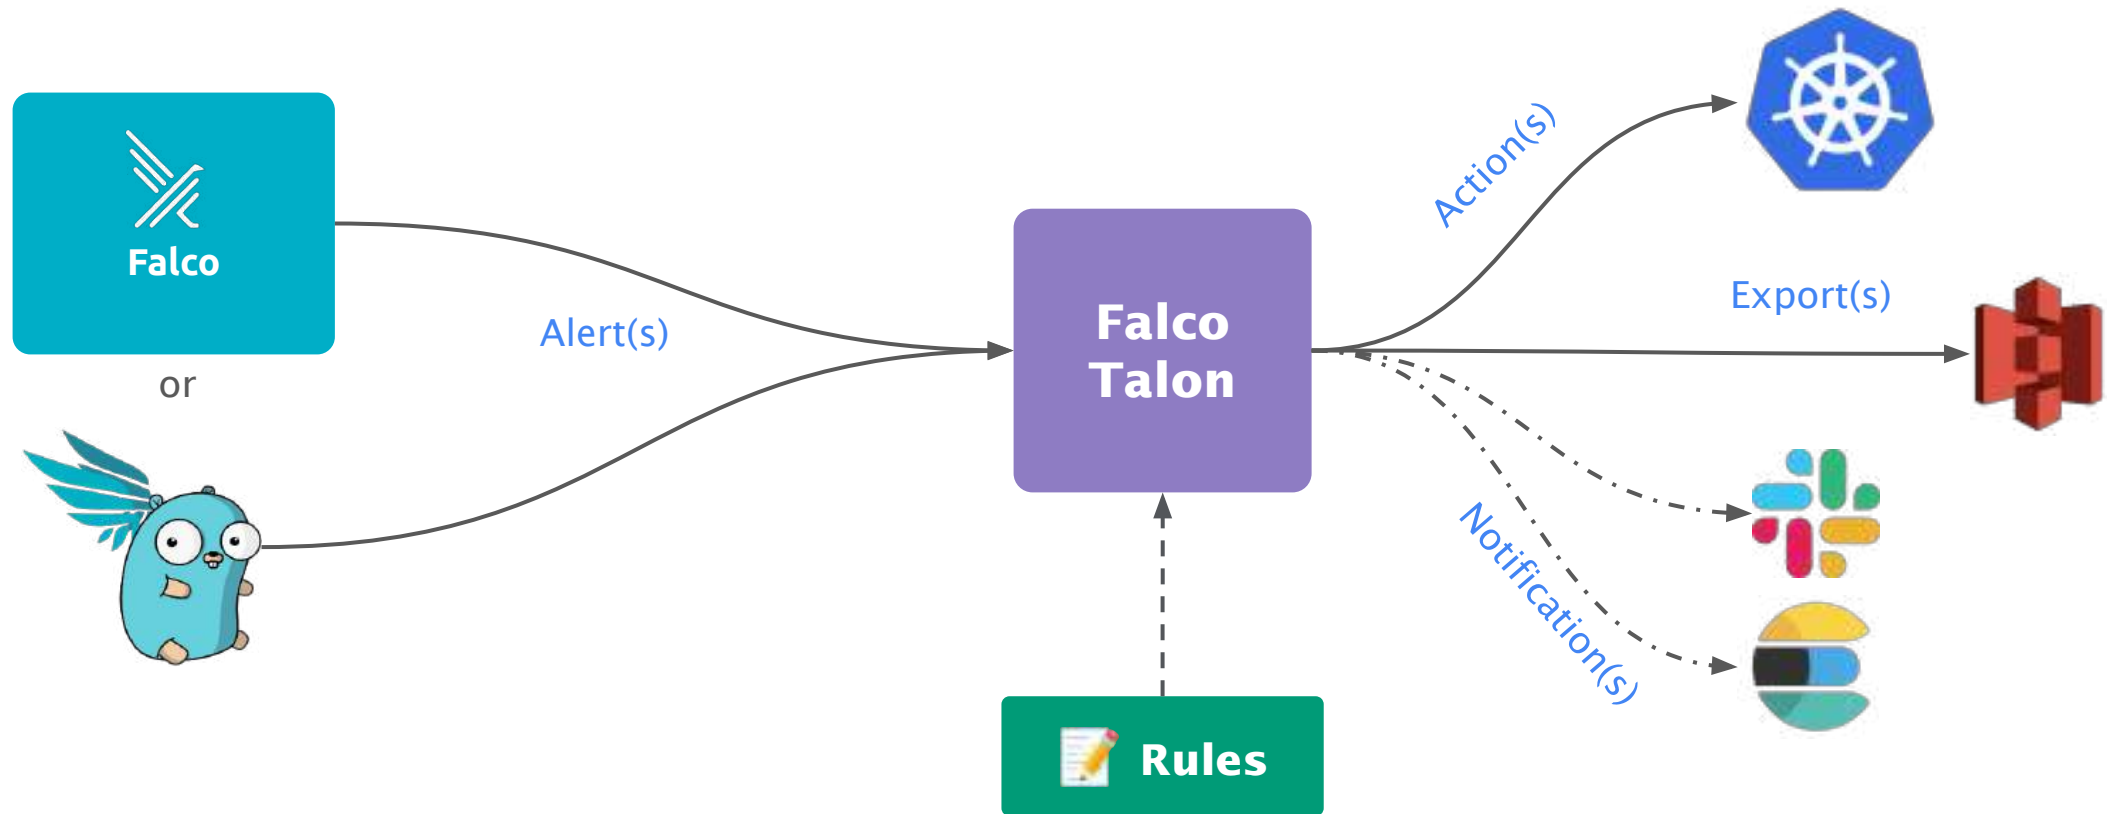 Falco
or
Alert(s)
Falco
Talon
Rules
Action(s)
Export(s)
Notification(s)